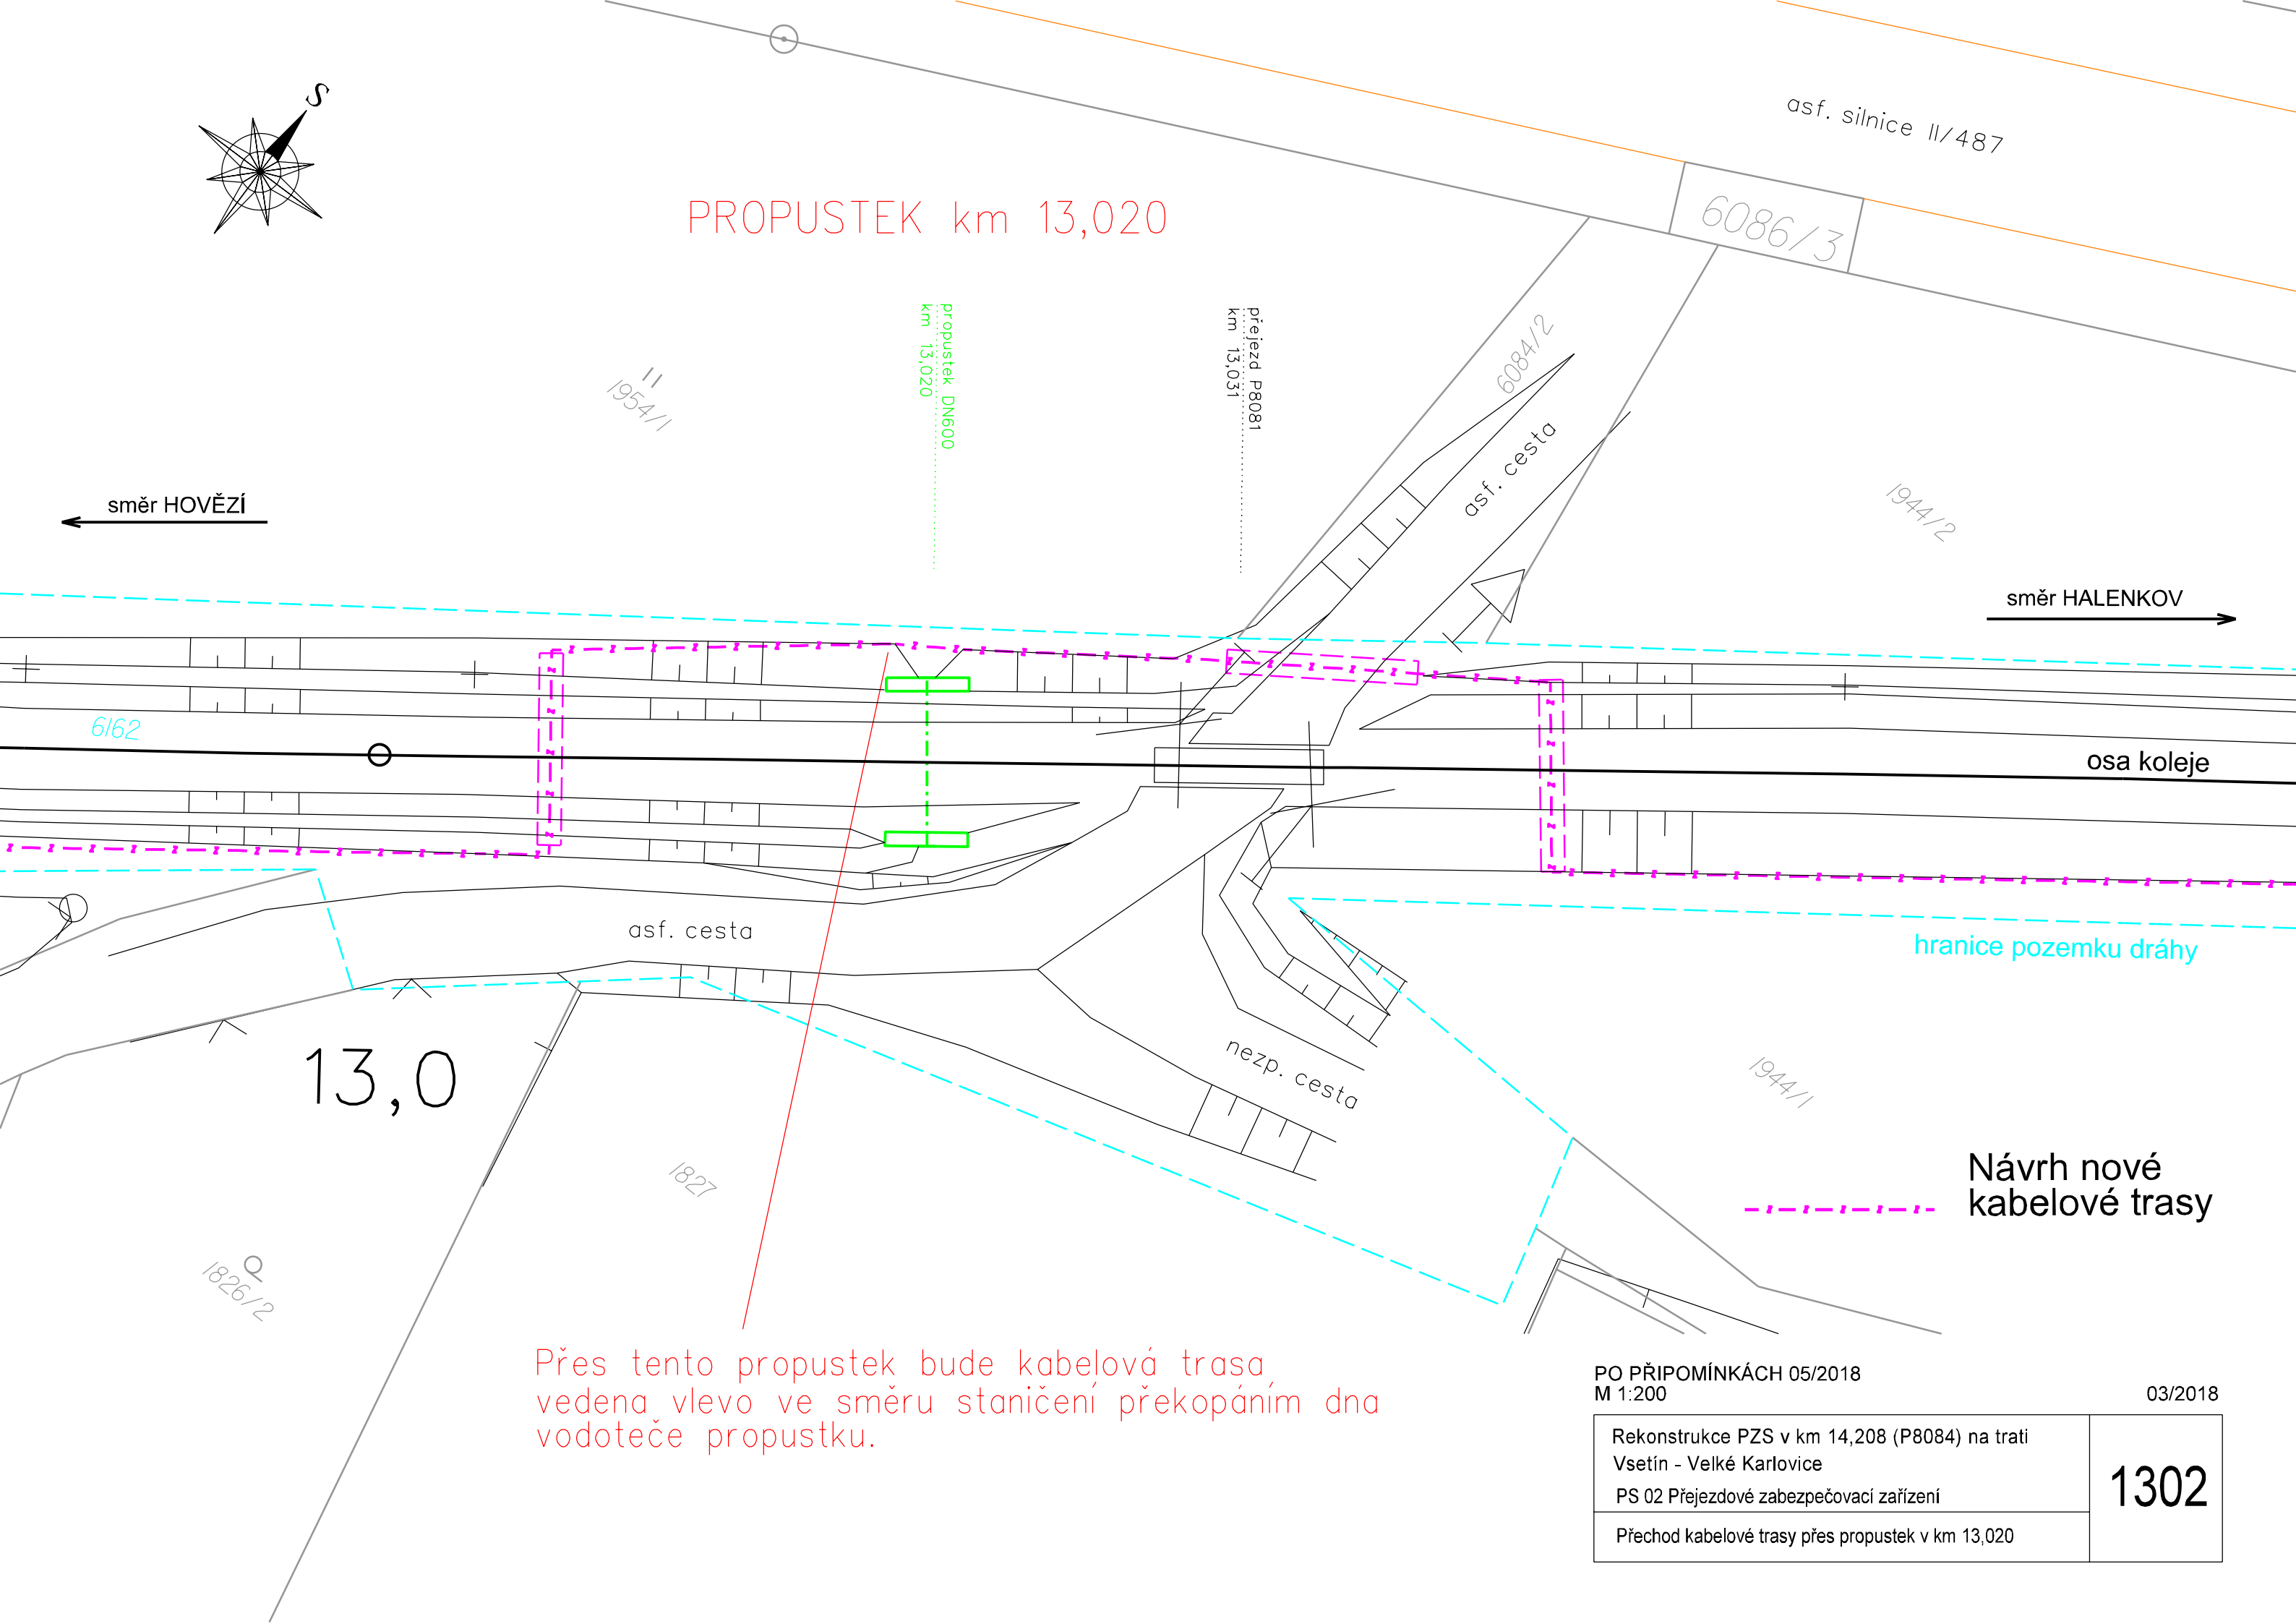 S
asf. silnice II/487
PROPUSTEK km 13,020
6086/3
propustek DN600
km 13,020
přejezd P8081
km 13,031
6084/2
1954/1
asf. cesta
1944/2
směr HOVĚZÍ
směr HALENKOV
6162
osa koleje
asf. cesta
hranice pozemku dráhy
13,0
nezp. cesta
1944/1
1827
Návrh nové
kabelové trasy
1826/2
Přes tento propustek bude kabelová trasa
vedena vlevo ve směru staničení překopáním dna
vodoteče propustku.
PO PŘIPOMÍNKÁCH 05/2018
M 1:200
03/2018
Rekonstrukce PZS v km 14,208 (P8084) na trati
Vsetín - Velké Karlovice
PS 02 Přejezdové zabezpečovací zařízení
1302
Přechod kabelové trasy přes propustek v km 13,020